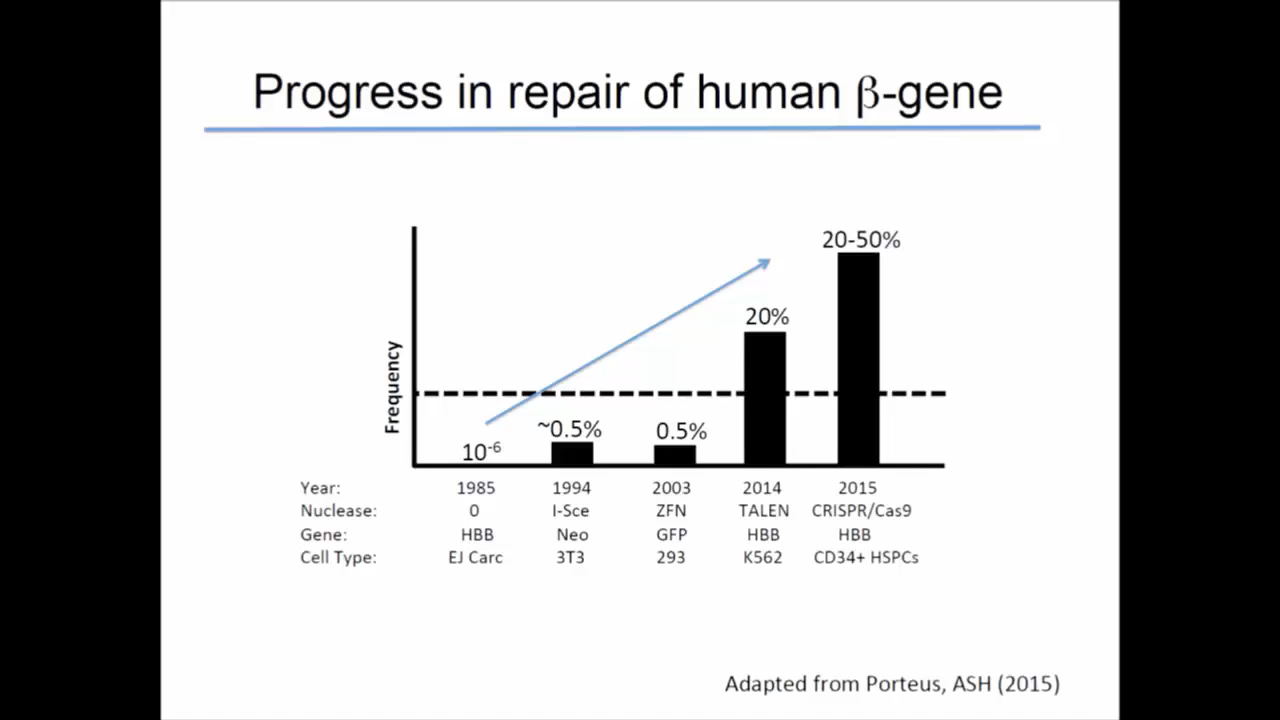 Progress in repair of human β-gene
20-50%
20%
~0.5%
0.5%
10-6
Frequency
Year: 1985 1994 2003 2014 2015
Nuclease: 0 I-Sce ZFN TALEN CRISPR/Cas9
Gene: HBB Neo GFP HBB HBB
Cell Type: EJ Carc 3T3 293 K562 CD34+ HSPCs
Adapted from Porteus, ASH (2015)